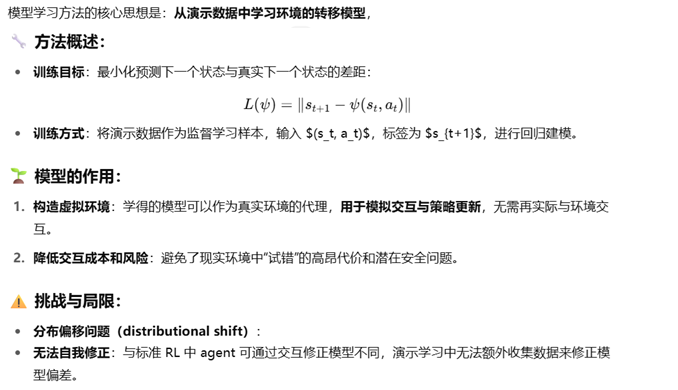 模型学习方法的核心思想是：从演示数据中学习环境的转移模型，
🔧 方法概述：
• 训练目标：最小化预测下一个状态与真实下一个状态的差距：
L(ψ) = ∥s_{t+1} − ψ(s_t, a_t)∥
• 训练方式：将演示数据作为监督学习样本，输入 $(s_t, a_t)$，标签为 $s_{t+1}$，进行回归建模。
🌱 模型的作用：
1. 构造虚拟环境：学得的模型可以作为真实环境的代理，用于模拟交互与策略更新，无需再实际与环境交
互。
2. 降低交互成本和风险：避免了现实环境中“试错”的高昂代价和潜在安全问题。
⚠️ 挑战与局限：
• 分布偏移问题（distributional shift）:
• 无法自我修正：与标准 RL 中 agent 可通过交互修正模型不同，演示学习中无法额外收集数据来修正模
型偏差。